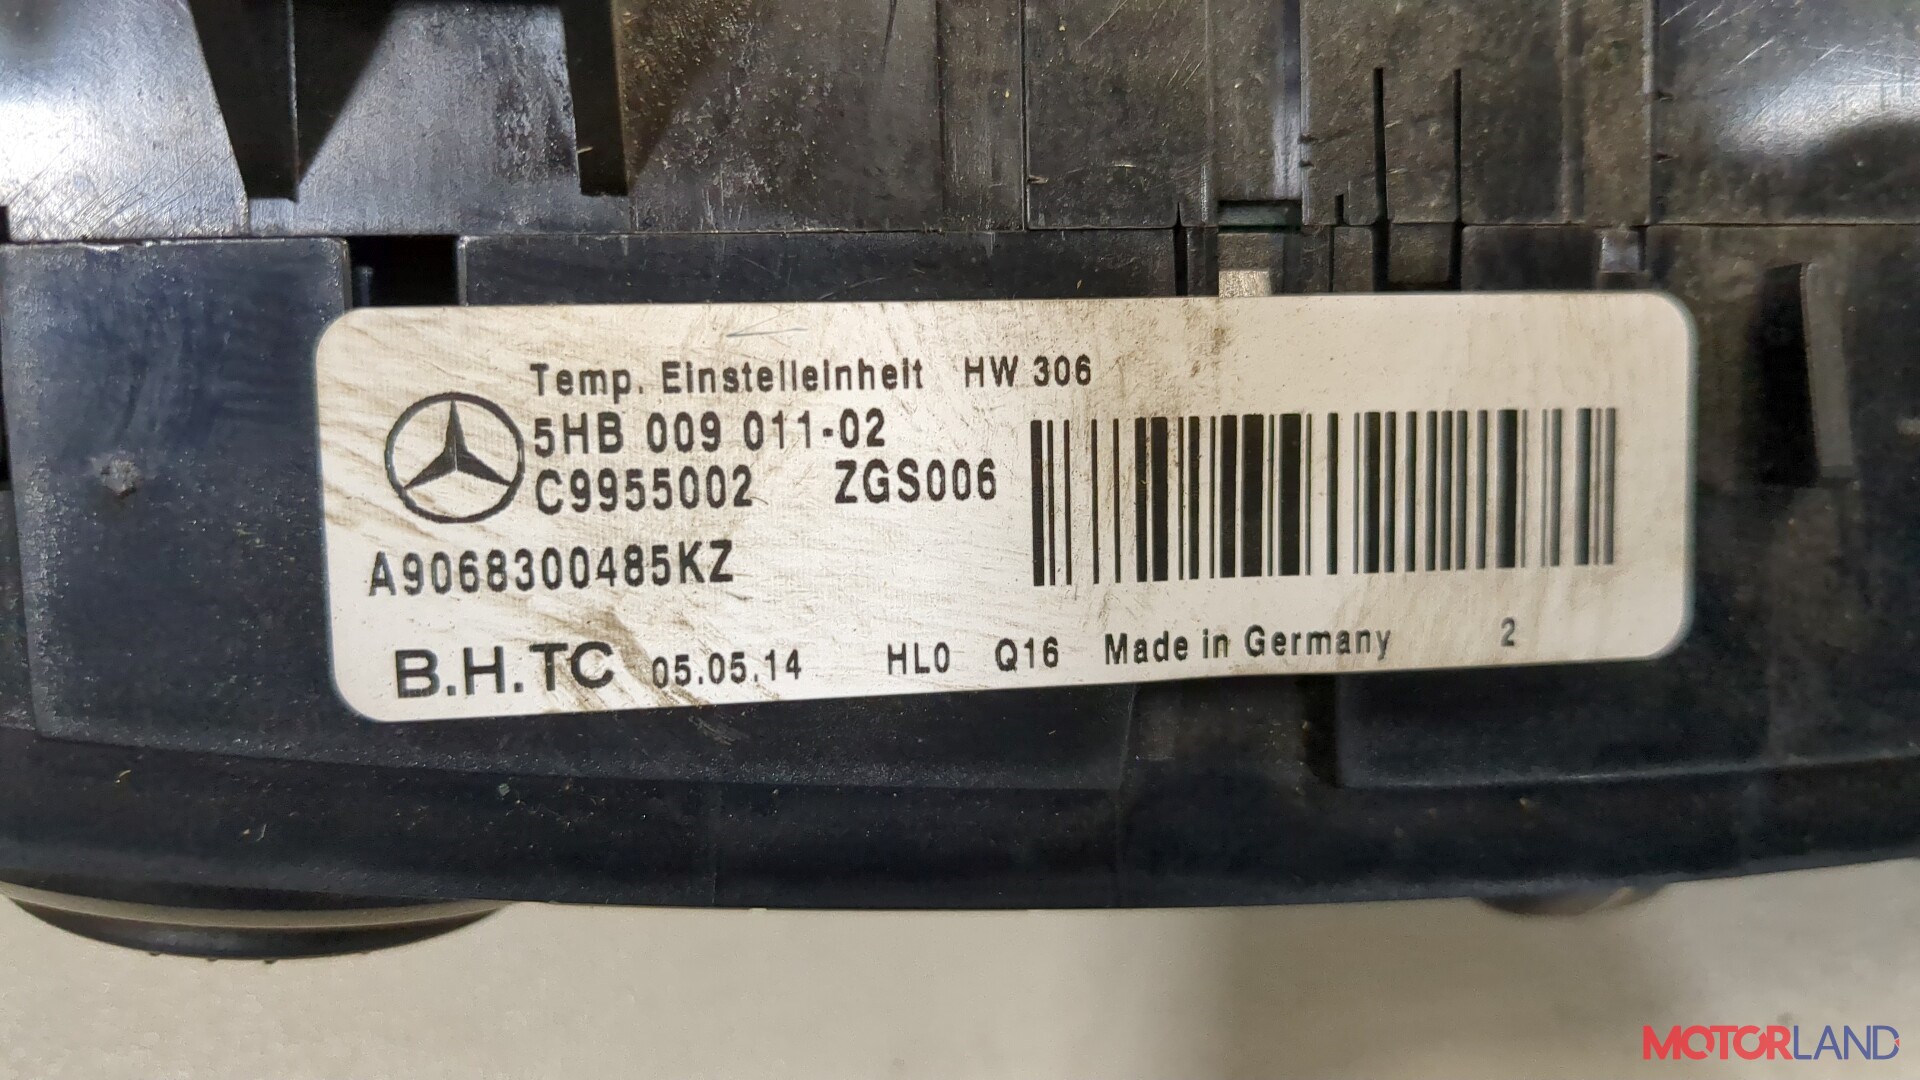 Temp. Einstelleinheit HW 306
5HB 009 011-02
C9955002 ZGS006
A9068300485KZ
B.H.TC 05.05.14 HL0 Q16 Made in Germany 2
MOTORLAND